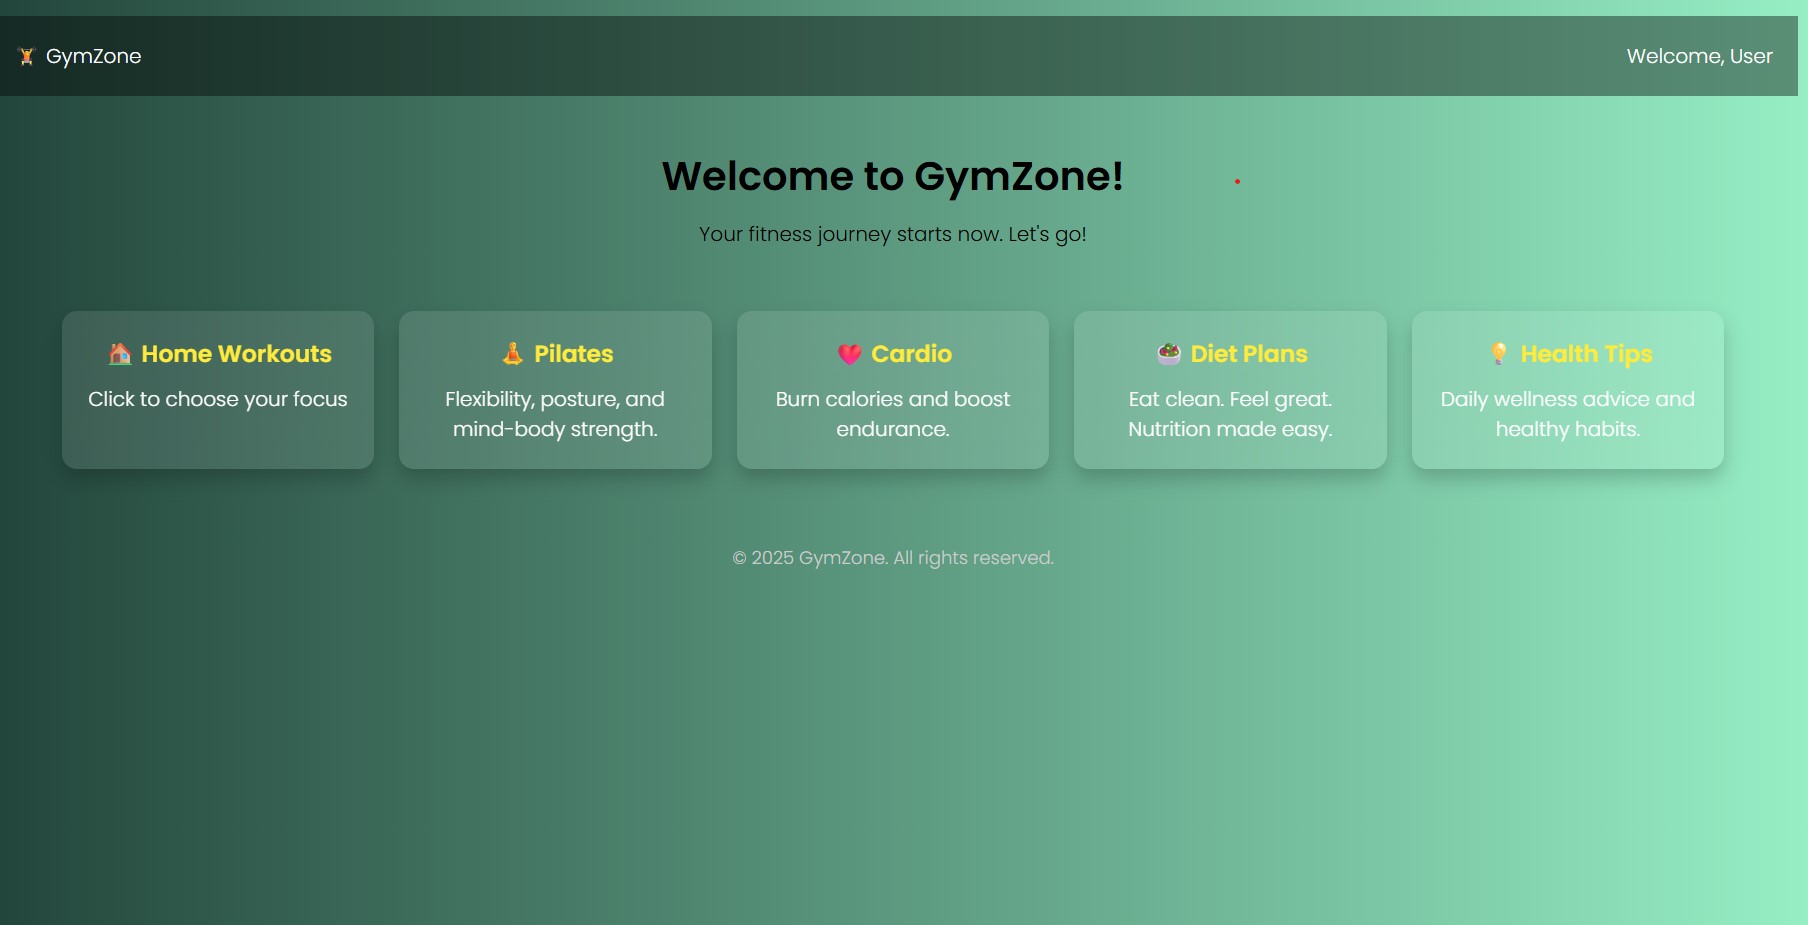 GymZone
Welcome, User
Welcome to GymZone!
Your fitness journey starts now. Let's go!
Home Workouts
Click to choose your focus
Pilates
Flexibility, posture, and
mind-body strength.
Cardio
Burn calories and boost
endurance.
Diet Plans
Eat clean. Feel great.
Nutrition made easy.
Health Tips
Daily wellness advice and
healthy habits.
© 2025 GymZone. All rights reserved.